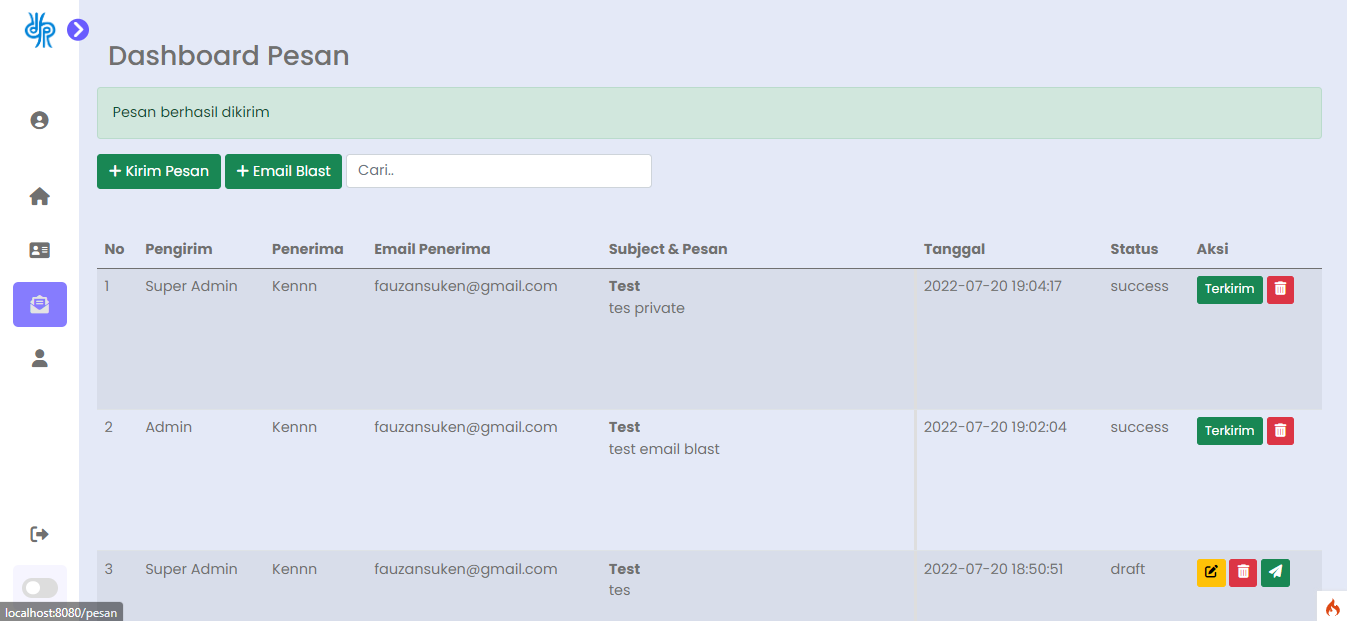 Dashboard Pesan
Pesan berhasil dikirim
+ Kirim Pesan + Email Blast Cari..
No Pengirim Penerima Email Penerima Subject & Pesan Tanggal Status Aksi
1 Super Admin Kennn fauzansuken@gmail.com Test 2022-07-20 19:04:17 success Terkirim
tes private
2 Admin Kennn fauzansuken@gmail.com Test 2022-07-20 19:02:04 success Terkirim
test email blast
3 Super Admin Kennn fauzansuken@gmail.com Test 2022-07-20 18:50:51 draft
tes
localhost:8080/pesan